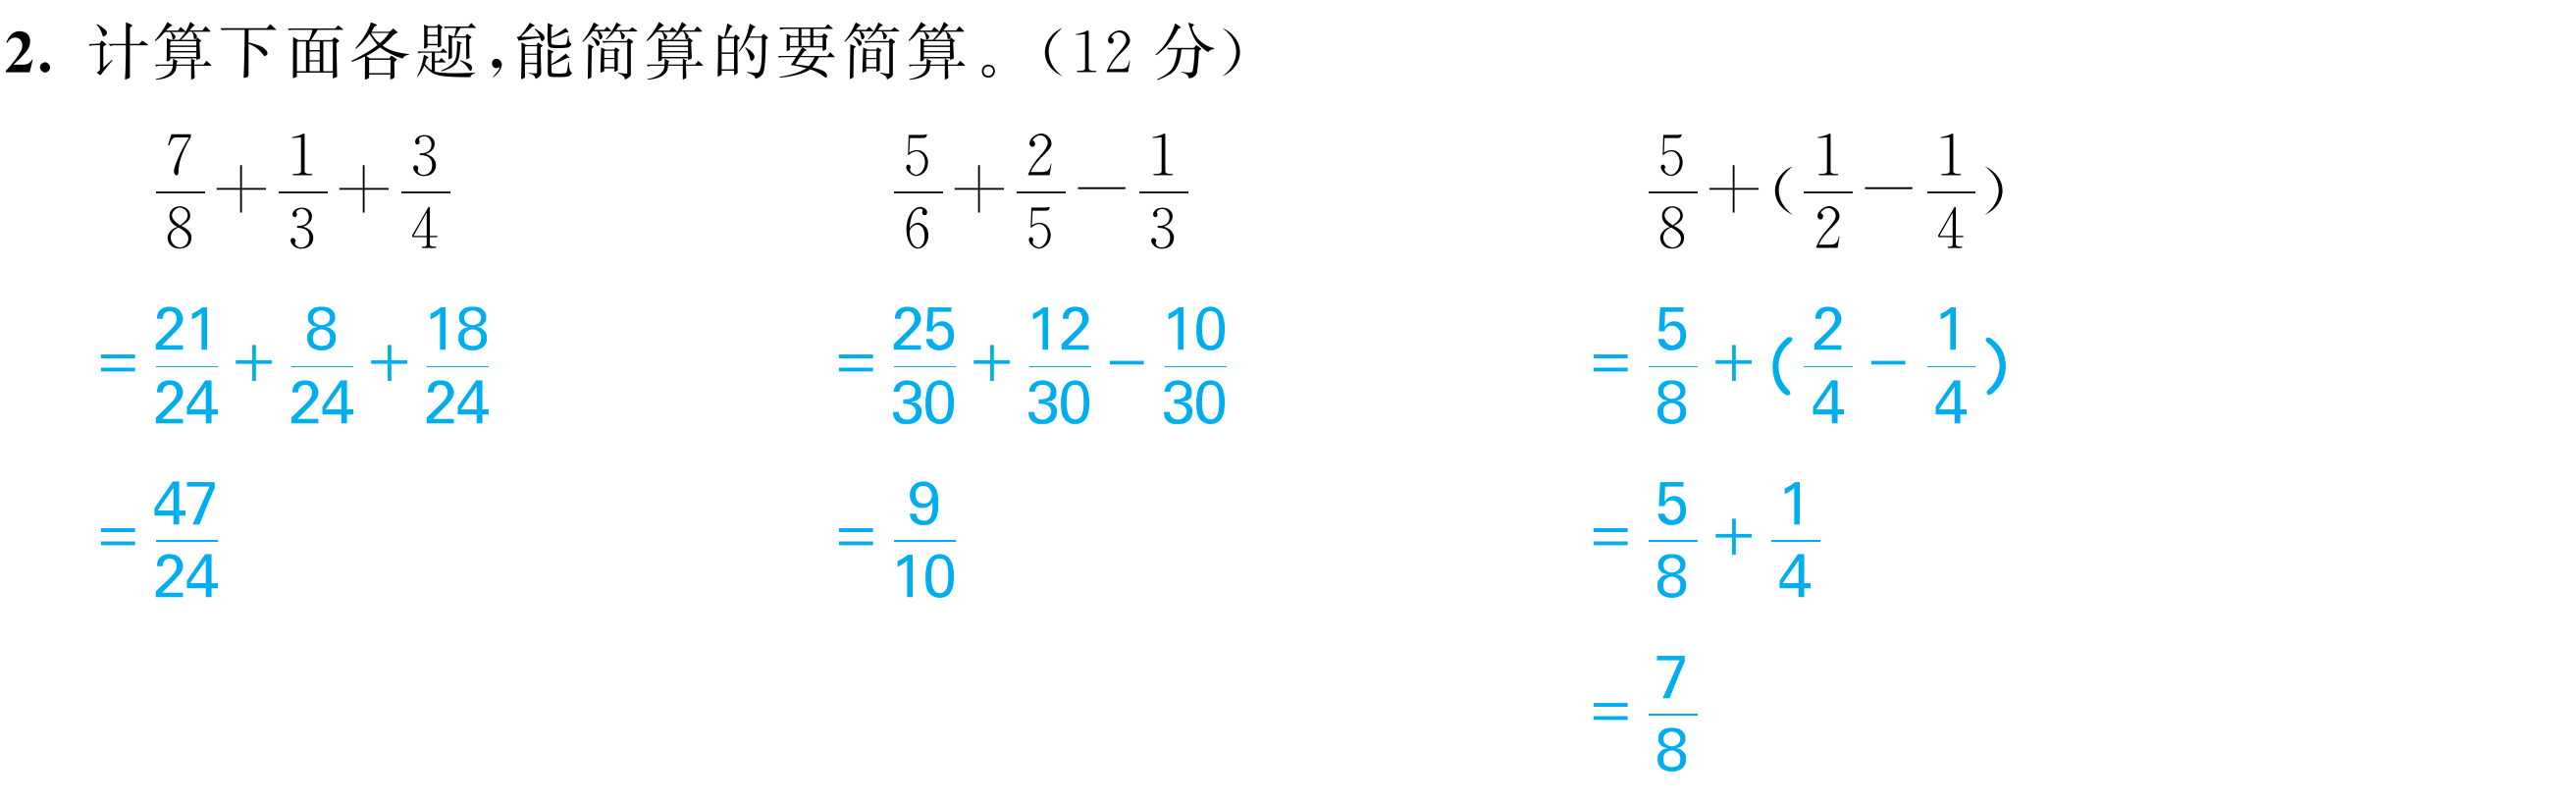 2. 计算下面各题,能简算的要简算。(12 分)
7/8+1/3+3/4 5/6+2/5-1/3 5/8+(1/2-1/4)
=21/24+8/24+18/24 =25/30+12/30-10/30 =5/8+(2/4-1/4)
=47/24 =9/10 =5/8+1/4
=7/8